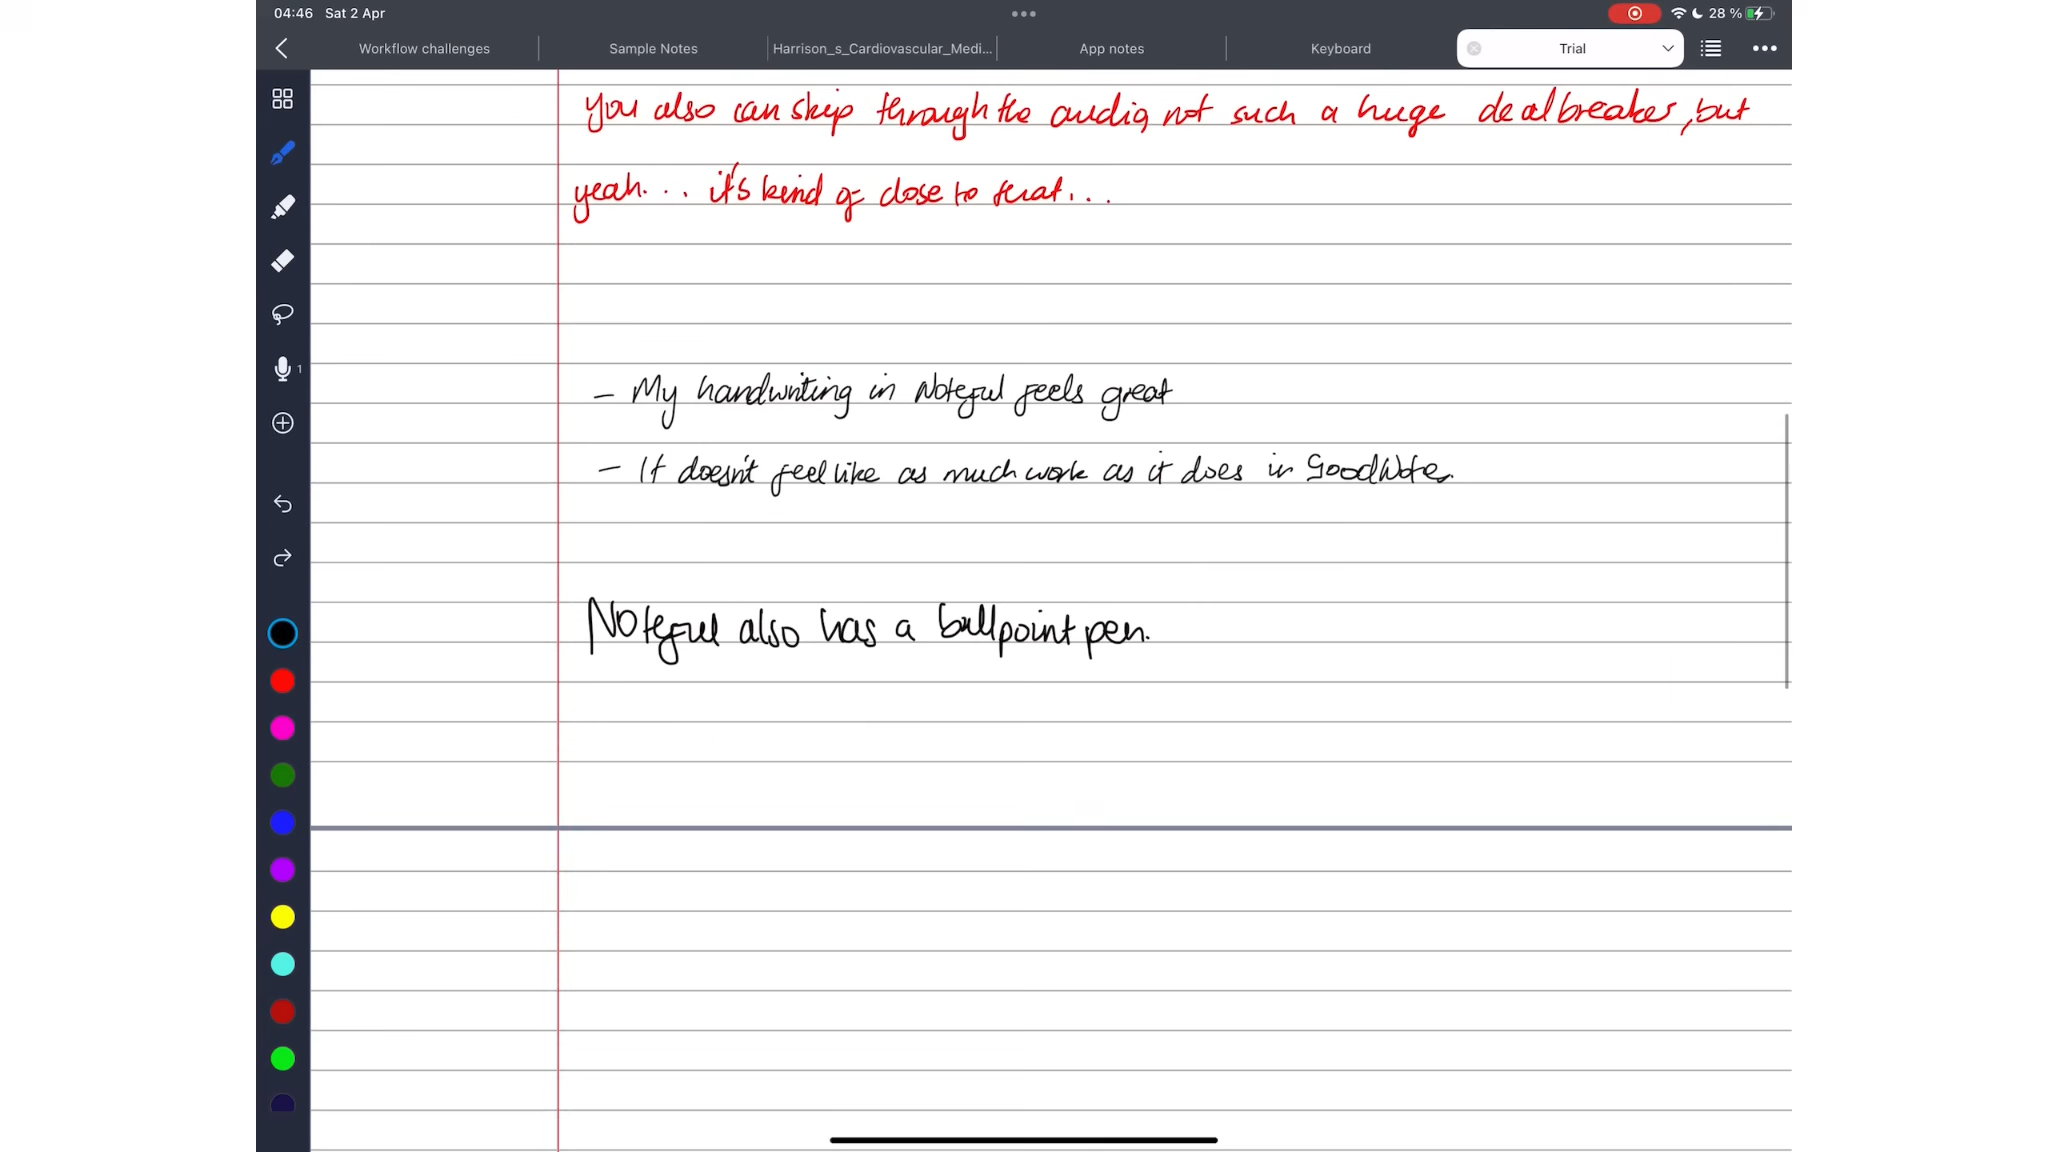 04:46 Sat 2 Apr
28 %
Workflow challenges
Sample Notes
Harrison_s_Cardiovascular_Medi...
App notes
Keyboard
Trial
You also can skip through the audio, not such a huge dealbreaker, but
yeah... it's kind of close to that...
1
- My handwriting in Noteful feels great
- It doesn't feel like as much work as it does in GoodNotes.
Noteful also has a ballpoint pen.